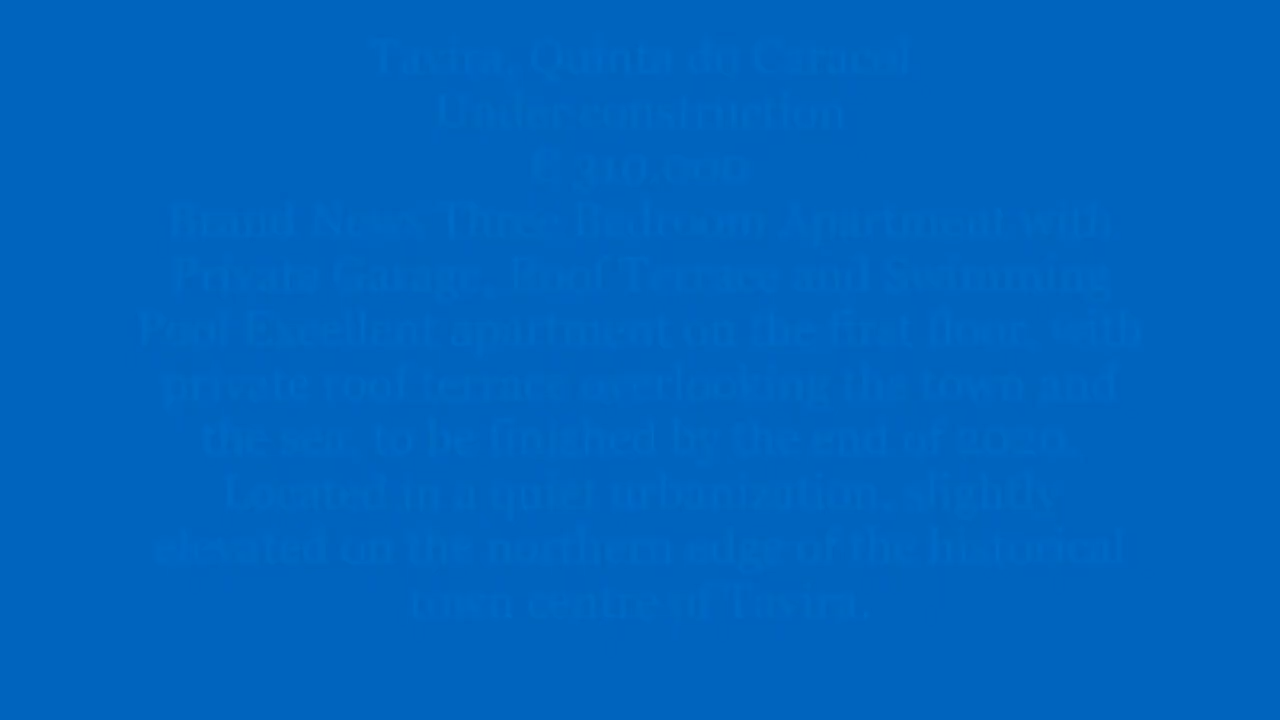 Tavira, Quinta do Caracol.
Under construction
€ 310.000
Brand New Three Bedroom Apartment with
Private Garage, Roof Terrace and Swimming
Pool Excellent apartment on the first floor, with
private roof terrace overlooking the town and
the sea, to be finighed by the end of 2020.
Located in a quiet urbanization, slightly
elevated on the northern edge of the historical
town centre of Tavira.